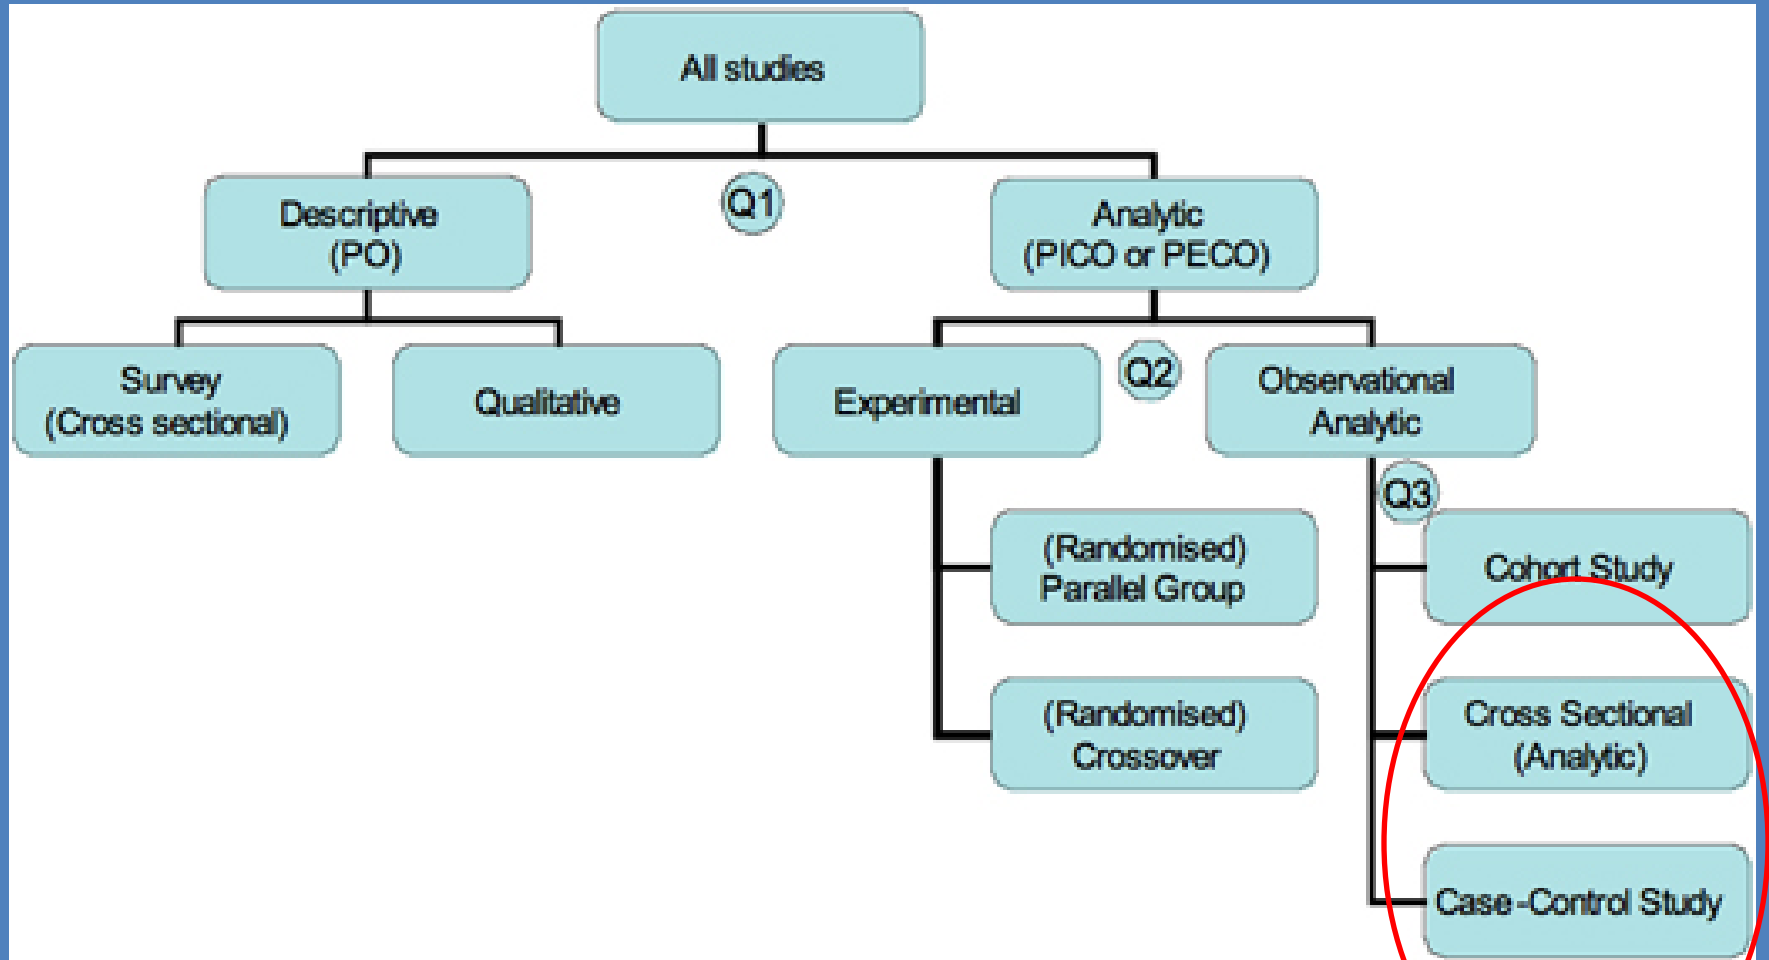 All studies
Q1
Descriptive
(PO)
Analytic
(PICO or PECO)
Survey
(Cross sectional)
Qualitative
Experimental
Q2
Observational
Analytic
Q3
(Randomised)
Parallel Group
Cohort Study
(Randomised)
Crossover
Cross Sectional
(Analytic)
Case-Control Study